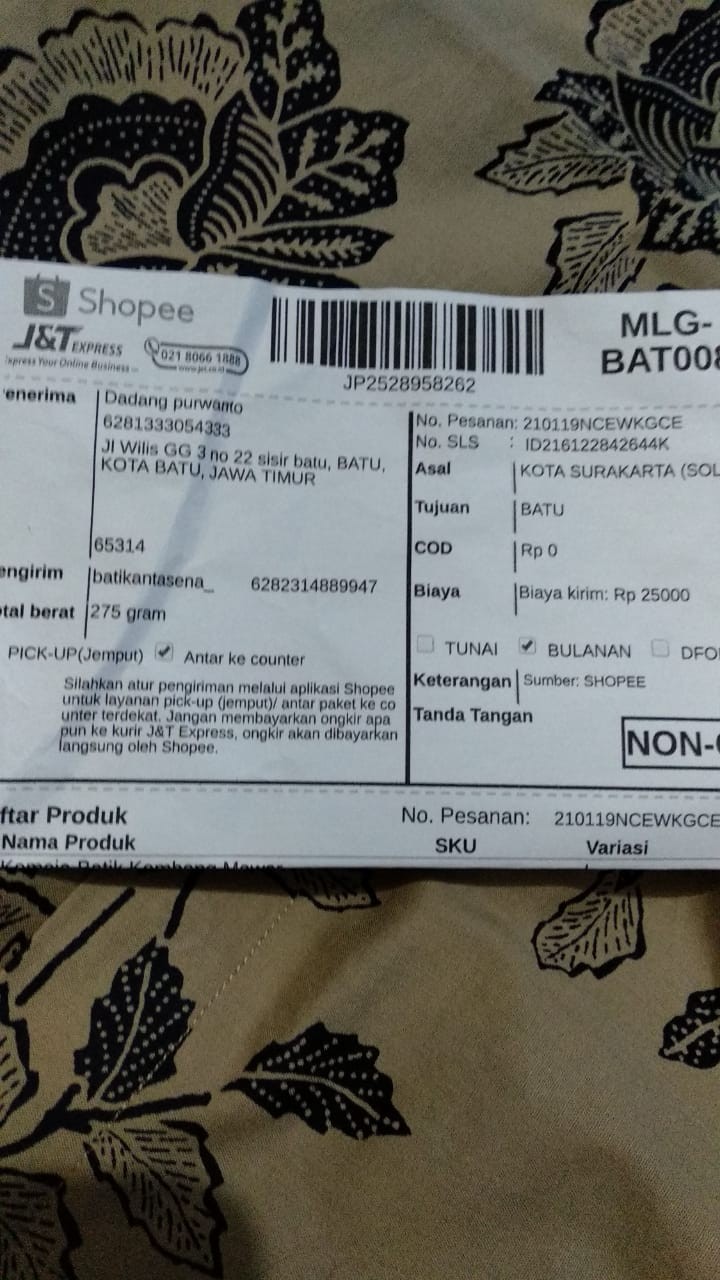 Shopee
J&T EXPRESS
Express Your Online Business
021 8066 1888
JP2528958262
MLG-
BAT008
enerima
Dadang purwanto
6281333054333
Jl Wilis GG 3 no 22 sisir batu, BATU,
KOTA BATU, JAWA TIMUR
65314
engirim
batikantasena_ 6282314889947
tal berat 275 gram
PICK-UP(Jemput) Antar ke counter
Silahkan atur pengiriman melalui aplikasi Shopee
untuk layanan pick-up (jemput)/ antar paket ke co
unter terdekat. Jangan membayarkan ongkir apa
pun ke kurir J&T Express, ongkir akan dibayarkan
langsung oleh Shopee.
No. Pesanan: 210119NCEWKGCE
No. SLS : ID216122842644K
Asal KOTA SURAKARTA (SOL
Tujuan BATU
COD Rp 0
Biaya Biaya kirim: Rp 25000
TUNAI BULANAN DFO
Keterangan Sumber: SHOPEE
Tanda Tangan
NON-
ftar Produk No. Pesanan: 210119NCEWKGCE
Nama Produk SKU Variasi